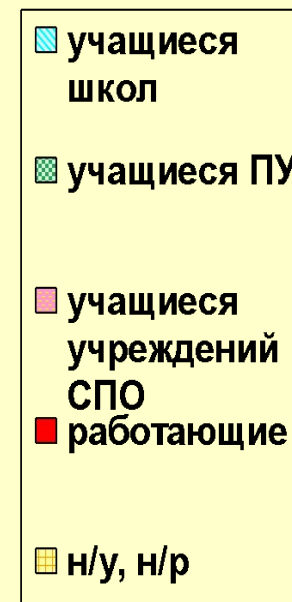 учащиеся
школ
учащиеся ПУ
учащиеся
учреждений
СПО
работающие
н/у, н/р